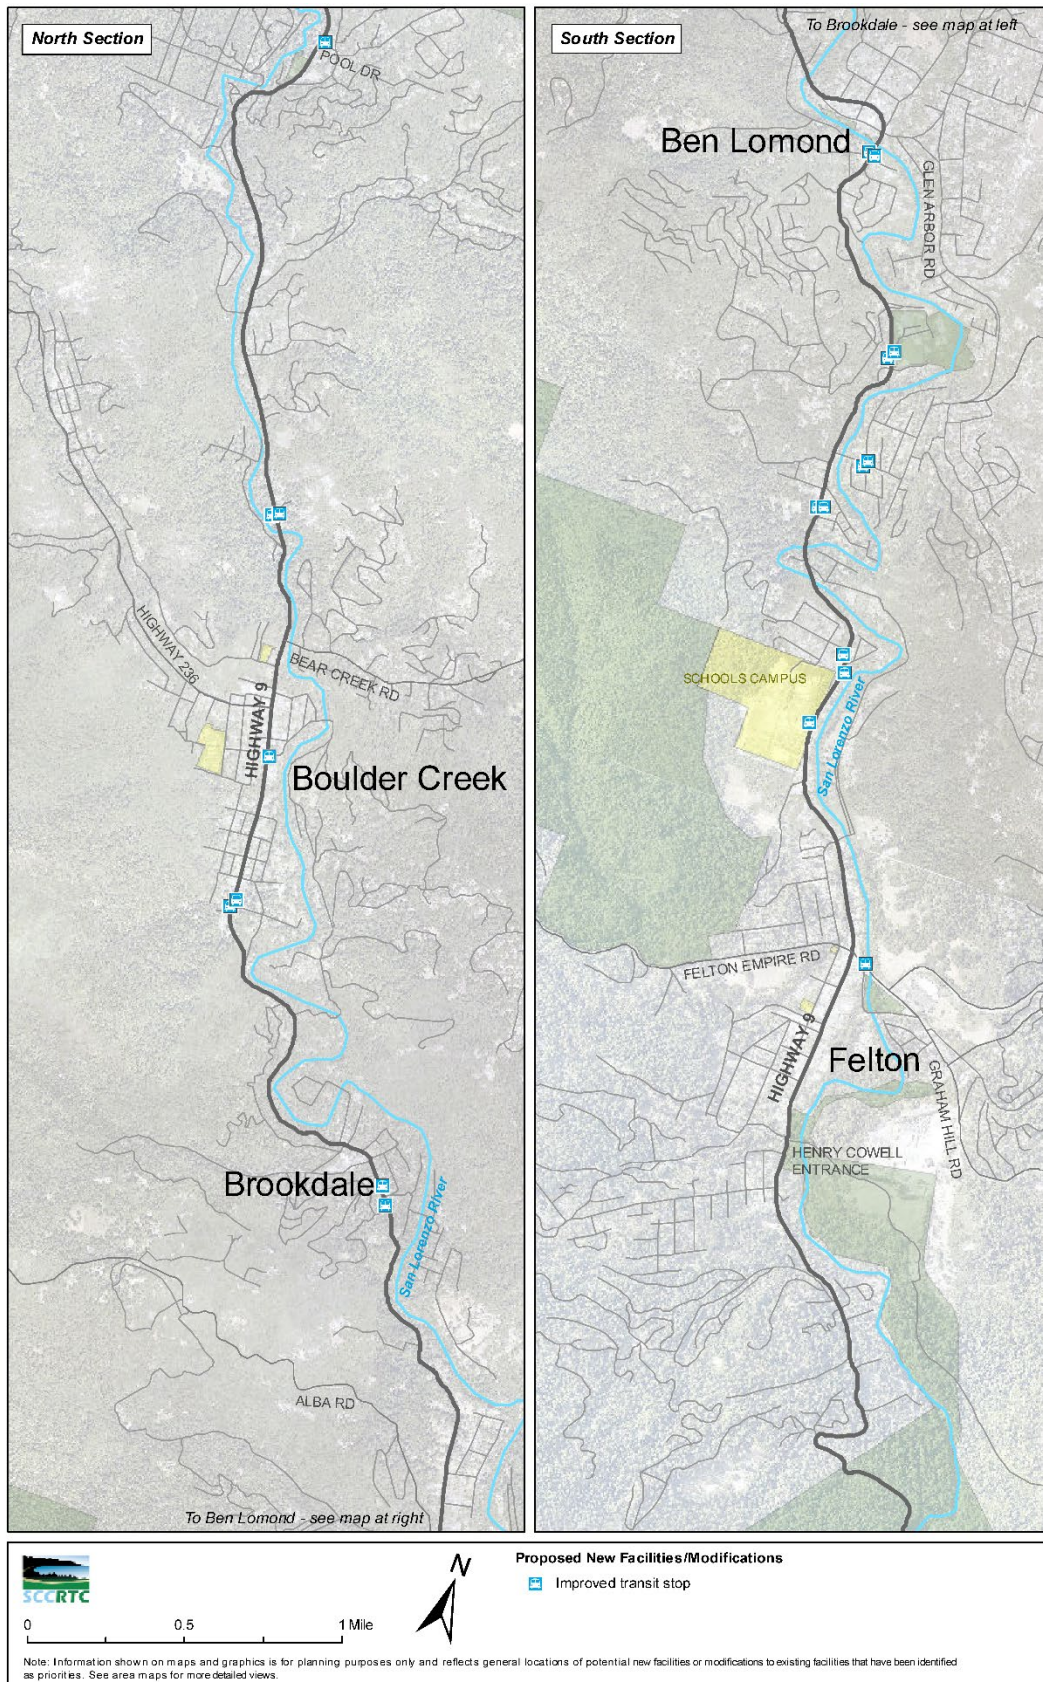 North Section
POOL DR
HIGHWAY 236
BEAR CREEK RD
HIGHWAY 9
Boulder Creek
Brookdale
San Lorenzo River
ALBA RD
To Ben Lomond - see map at right
South Section
To Brookdale - see map at left
Ben Lomond
GLEN ARBOR RD
SCHOOLS CAMPUS
San Lorenzo River
FELTON EMPIRE RD
HIGHWAY 9
Felton
GRAHAM HILL RD
HENRY COWELL
ENTRANCE
SCCRTC
N
0 0.5 1 Mile
Proposed New Facilities/Modifications
Improved transit stop
Note: Information shown on maps and graphics is for planning purposes only and reflects general locations of potential new facilities or modifications to existing facilities that have been identified
as priorities. See area maps for more detailed views.